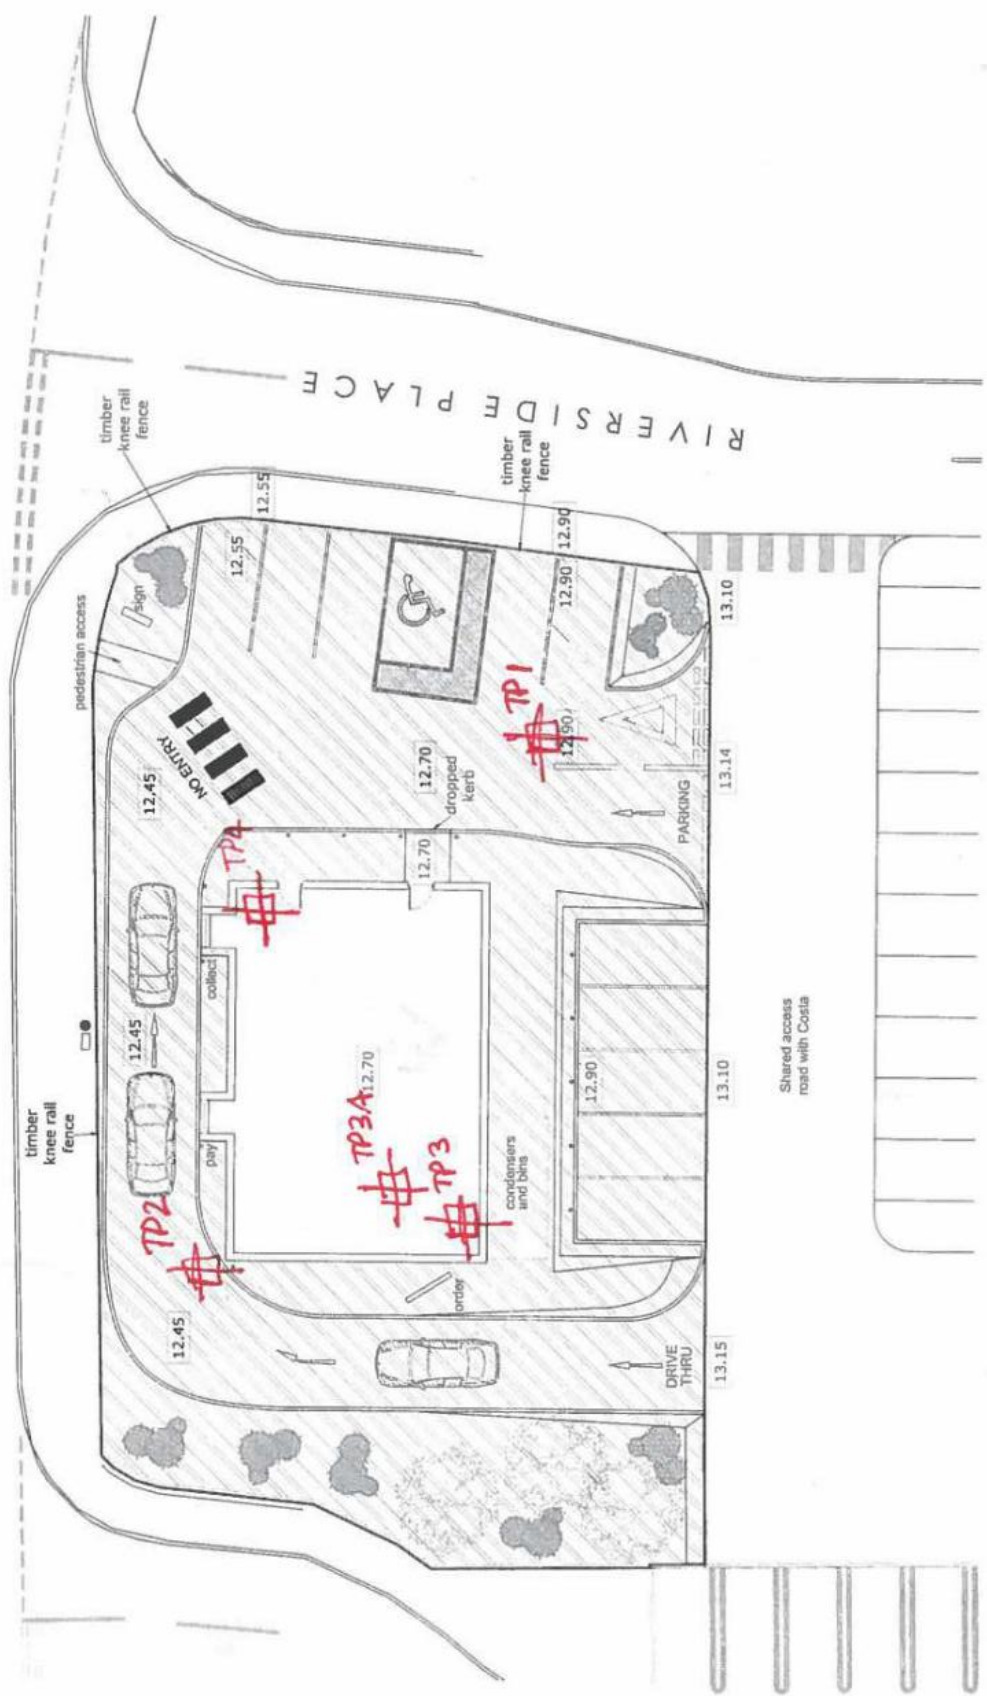 timber
knee rail
fence
pedestrian access
timber
knee rail
fence
sign
12.45
12.45
12.45
NO ENTRY
TP2
pay
collect
TP4
12.55
12.55
RIVERSIDE PLACE
TP3A
12.70
TP3
order
condensers
and bins
12.70
12.70
dropped
kerb
TP1
12.90
12.90
12.90
timber
knee rail
fence
12.90
DRIVE
THRU
PARKING
13.15
13.10
13.14
13.10
Shared access
road with Costa